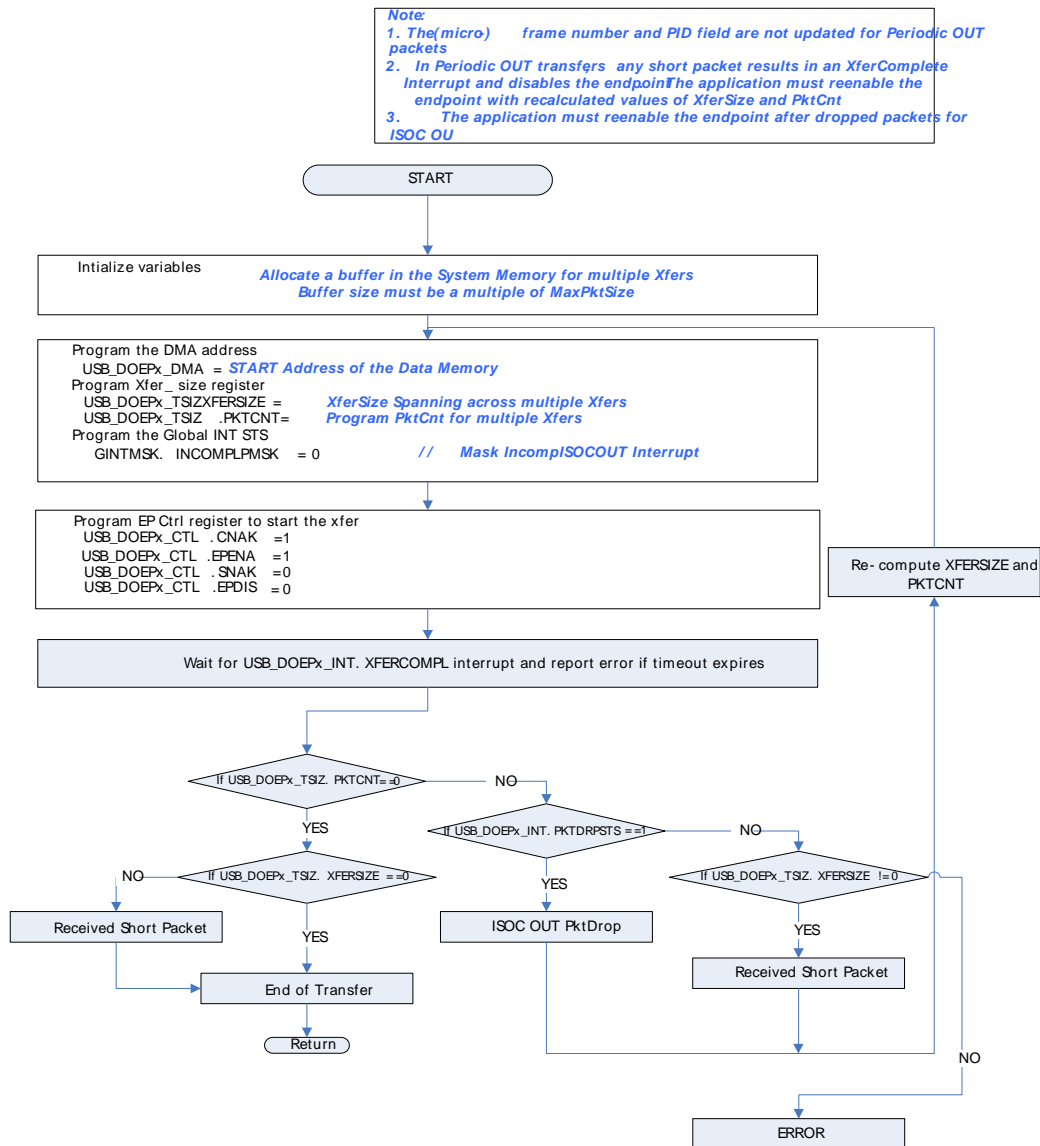 Note:
1. The(micro-) frame number and PID field are not updated for Periodic OUT
packets
2. In Periodic OUT transfers any short packet results in an XferComplete
Interrupt and disables the endpoint The application must reenable the
endpoint with recalculated values of XferSize and PktCnt
3. The application must reenable the endpoint after dropped packets for
ISOC OU
START
Intialize variables
Allocate a buffer in the System Memory for multiple Xfers
Buffer size must be a multiple of MaxPktSize
Program the DMA address
USB_DOEPx_DMA = START Address of the Data Memory
Program Xfer_ size register
USB_DOEPx_TSIZXFERSIZE = XferSize Spanning across multiple Xfers
USB_DOEPx_TSIZ .PKTCNT= Program PktCnt for multiple Xfers
Program the Global INT STS
GINTMSK. INCOMPLPMSK = 0 // Mask IncompISOCOUT Interrupt
Program EP Ctrl register to start the xfer
USB_DOEPx_CTL .CNAK =1
USB_DOEPx_CTL .EPENA =1
USB_DOEPx_CTL .SNAK =0
USB_DOEPx_CTL .EPDIS =0
Re- compute XFERSIZE and
PKTCNT
Wait for USB_DOEPx_INT. XFERCOMPL interrupt and report error if timeout expires
If USB_DOEPx_TSIZ. PKTCNT==0
NO
YES
If USB_DOEPx_INT. PKTDRPSTS ==1
NO
NO
If USB_DOEPx_TSIZ. XFERSIZE ==0
YES
If USB_DOEPx_TSIZ. XFERSIZE !=0
Received Short Packet
YES
ISOC OUT PktDrop
YES
End of Transfer
Received Short Packet
Return
NO
ERROR